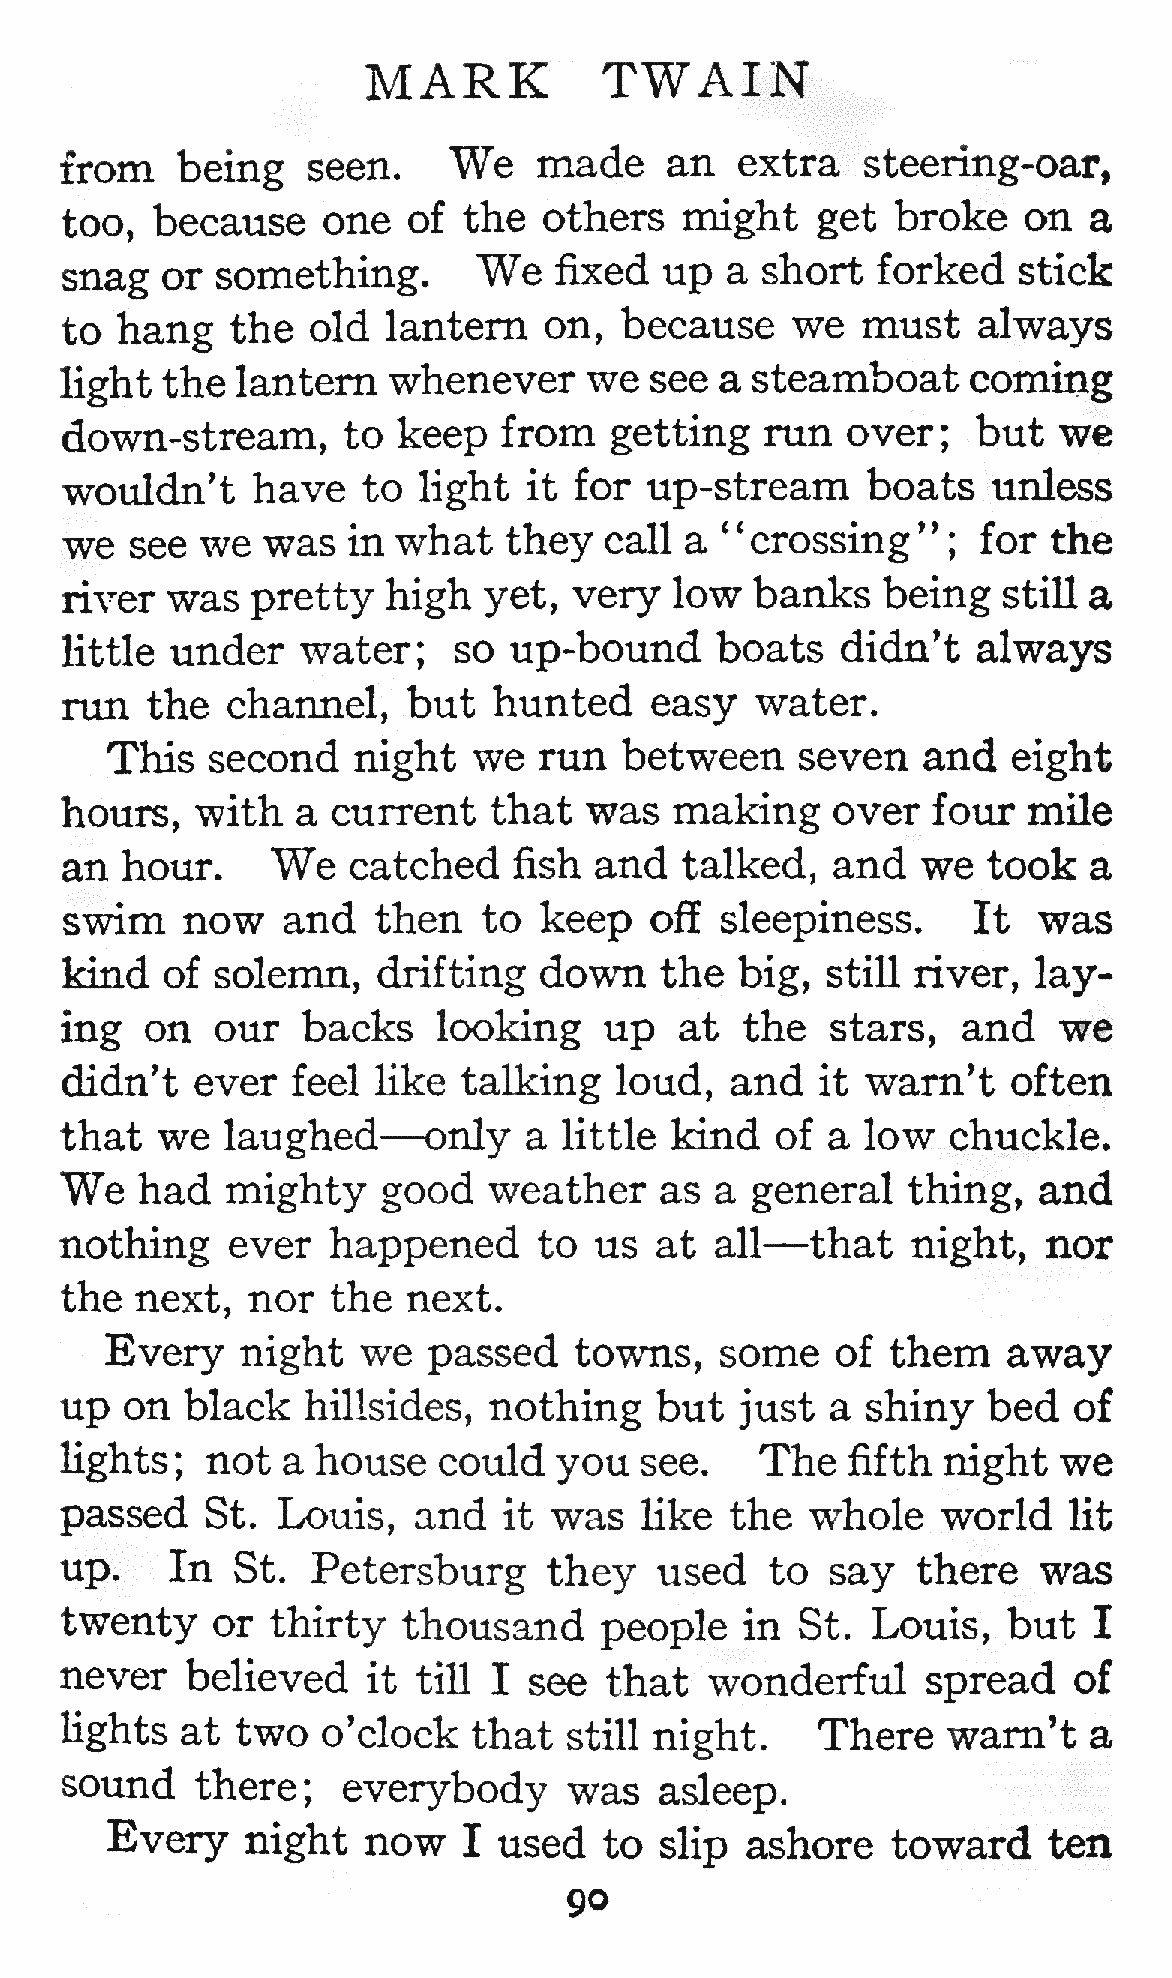 MARK TWAIN
from being seen. We made an extra steering-oar,
too, because one of the others might get broke on a
snag or something. We fixed up a short forked stick
to hang the old lantern on, because we must always
light the lantern whenever we see a steamboat coming
down-stream, to keep from getting run over; but we
wouldn't have to light it for up-stream boats unless
we see we was in what they call a "crossing"; for the
river was pretty high yet, very low banks being still a
little under water; so up-bound boats didn't always
run the channel, but hunted easy water.
This second night we run between seven and eight
hours, with a current that was making over four mile
an hour. We catched fish and talked, and we took a
swim now and then to keep off sleepiness. It was
kind of solemn, drifting down the big, still river, lay-
ing on our backs looking up at the stars, and we
didn't ever feel like talking loud, and it warn't often
that we laughed—only a little kind of a low chuckle.
We had mighty good weather as a general thing, and
nothing ever happened to us at all—that night, nor
the next, nor the next.
Every night we passed towns, some of them away
up on black hillsides, nothing but just a shiny bed of
lights; not a house could you see. The fifth night we
passed St. Louis, and it was like the whole world lit
up. In St. Petersburg they used to say there was
twenty or thirty thousand people in St. Louis, but I
never believed it till I see that wonderful spread of
lights at two o'clock that still night. There warn't a
sound there; everybody was asleep.
Every night now I used to slip ashore toward ten
90